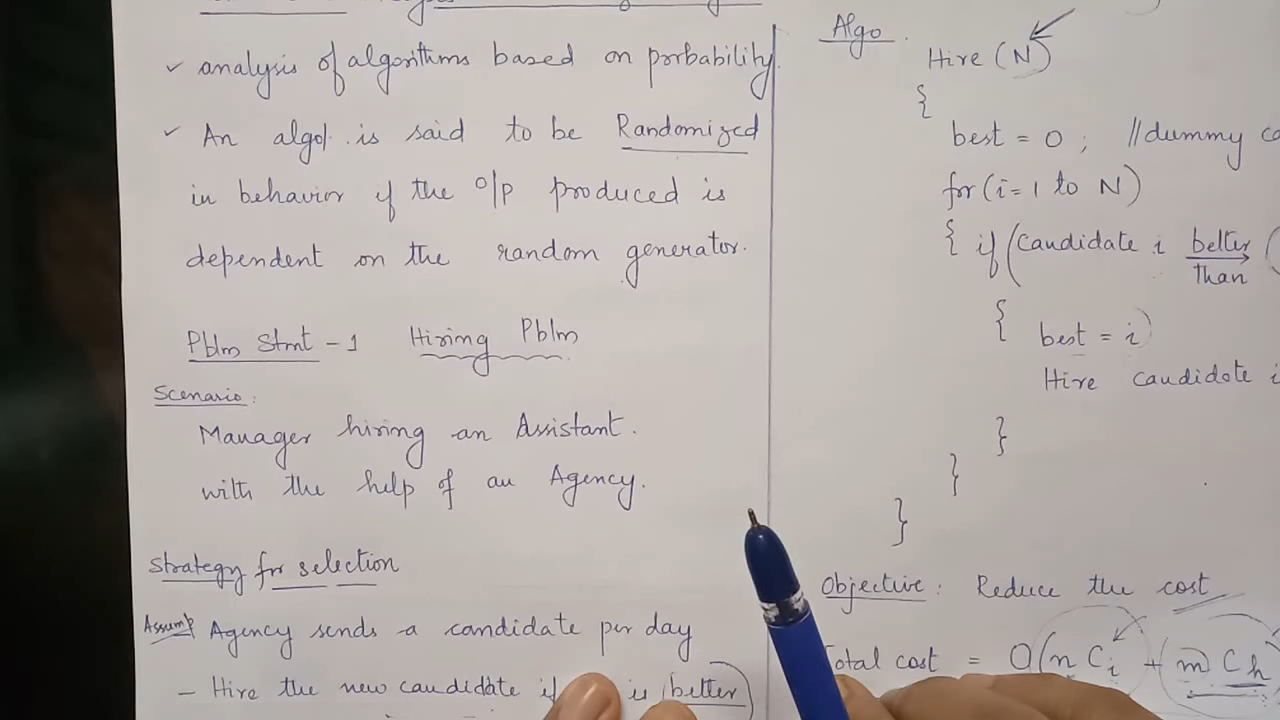 analysis of algorithms based on porbability.
An algo. is said to be Randomized
in behavior if the o/p produced is
dependent on the random generator.
Pblm Stmt - 1 Hiring Pblm
Scenario:
Manager hiring an Assistant.
with the help of an Agency.
Strategy for selection
Assump Agency sends a candidate per day
- Hire the new candidate if is better
Algo.
Hire (N)
{
best = 0; //dummy
for (i = 1 to N)
{ if (candidate i better than
{
best = i
Hire candidate i
}
}
}
Objective: Reduce the cost
Total cost = O(n Ci + m Ch)